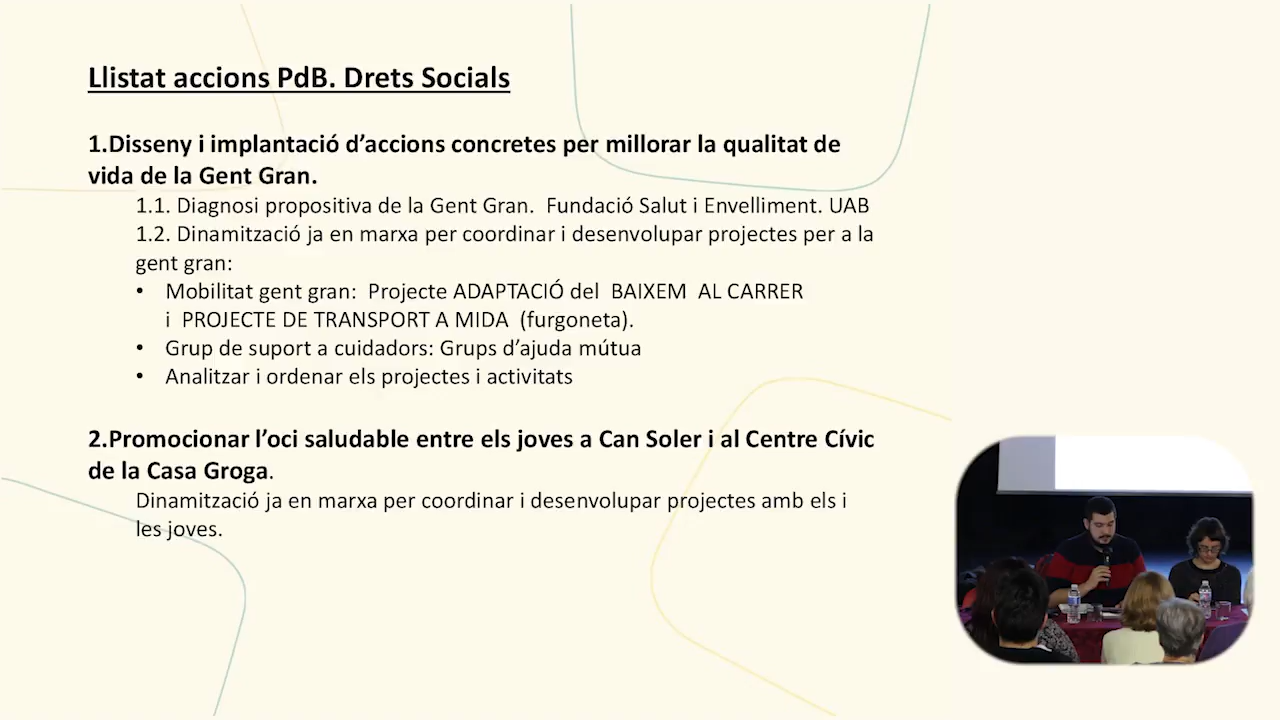 Llistat accions PdB. Drets Socials
1.Disseny i implantació d’accions concretes per millorar la qualitat de
vida de la Gent Gran.
1.1. Diagnosi propositiva de la Gent Gran. Fundació Salut i Envelliment. UAB
1.2. Dinamització ja en marxa per coordinar i desenvolupar projectes per a la
gent gran:
• Mobilitat gent gran: Projecte ADAPTACIÓ del BAIXEM AL CARRER
i PROJECTE DE TRANSPORT A MIDA (furgoneta).
• Grup de suport a cuidadors: Grups d’ajuda mútua
• Analitzar i ordenar els projectes i activitats
2.Promocionar l’oci saludable entre els joves a Can Soler i al Centre Cívic
de la Casa Groga.
Dinamització ja en marxa per coordinar i desenvolupar projectes amb els i
les joves.